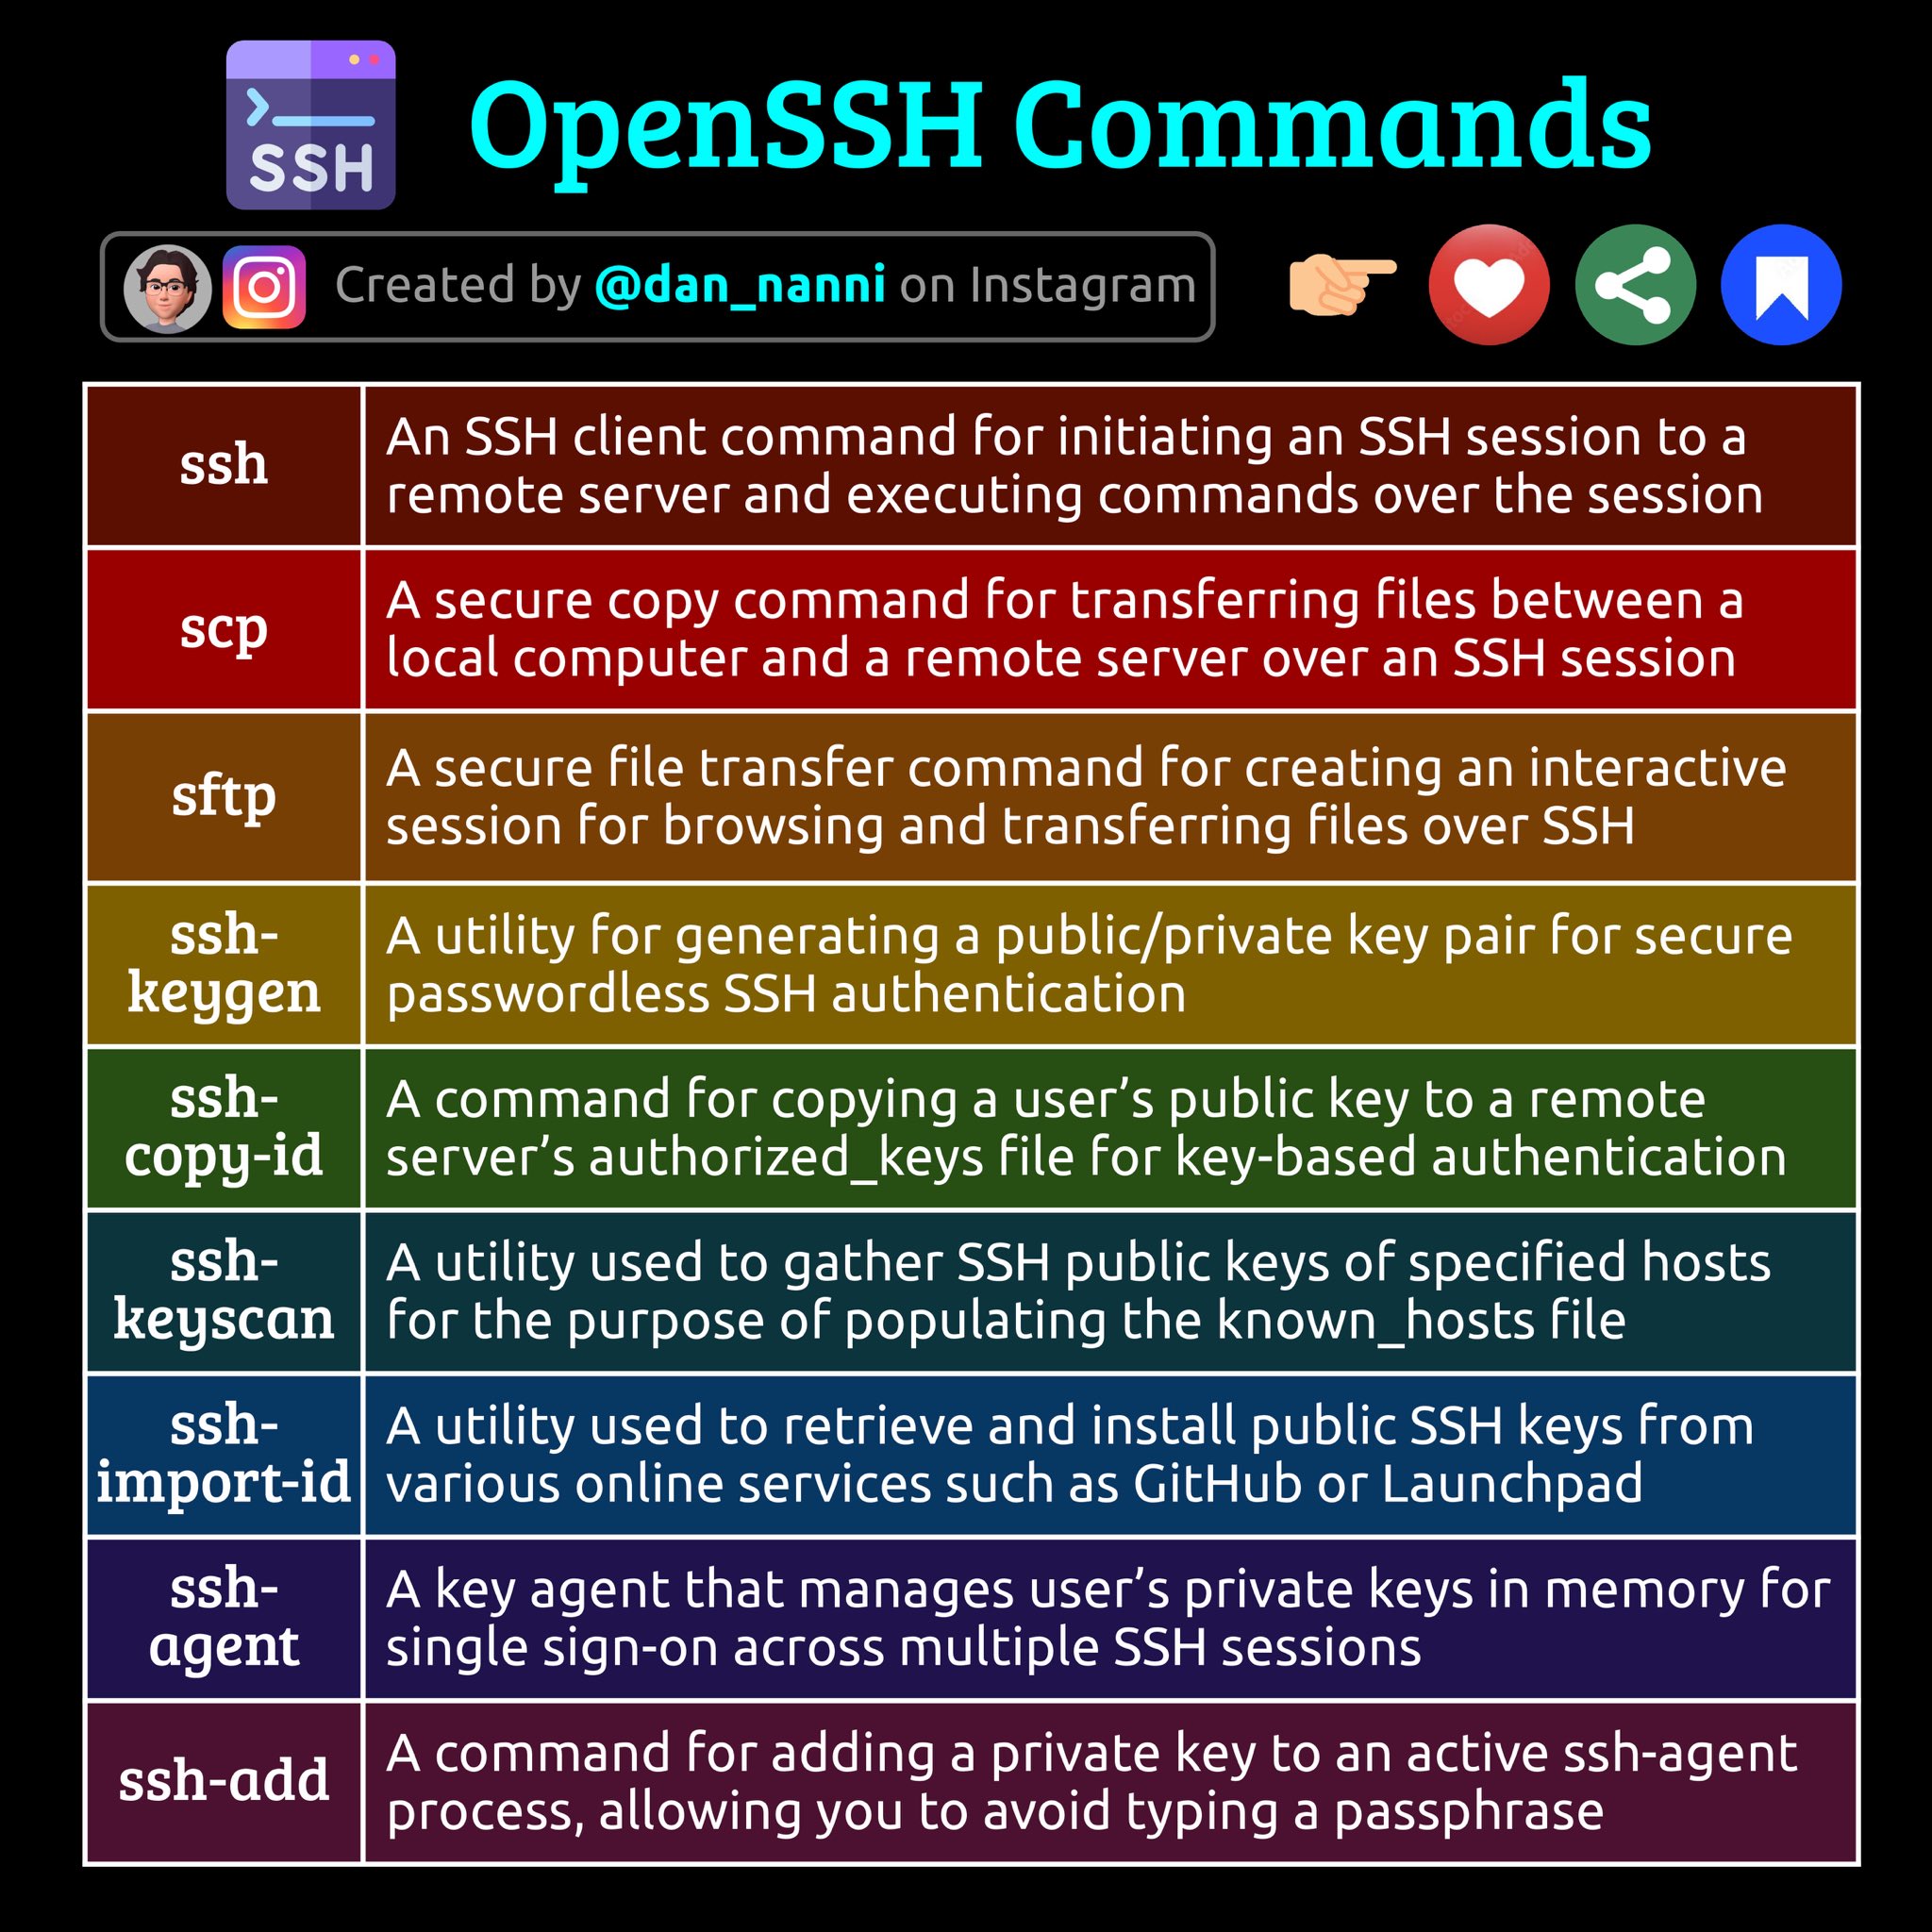 SSH
OpenSSH Commands
Created by @dan_nanni on Instagram
ssh
An SSH client command for initiating an SSH session to a
remote server and executing commands over the session
scp
A secure copy command for transferring files between a
local computer and a remote server over an SSH session
sftp
A secure file transfer command for creating an interactive
session for browsing and transferring files over SSH
ssh-
keygen
A utility for generating a public/private key pair for secure
passwordless SSH authentication
ssh-
copy-id
A command for copying a user’s public key to a remote
server’s authorized_keys file for key-based authentication
ssh-
keyscan
A utility used to gather SSH public keys of specified hosts
for the purpose of populating the known_hosts file
ssh-
import-id
A utility used to retrieve and install public SSH keys from
various online services such as GitHub or Launchpad
ssh-
agent
A key agent that manages user’s private keys in memory for
single sign-on across multiple SSH sessions
ssh-add
A command for adding a private key to an active ssh-agent
process, allowing you to avoid typing a passphrase